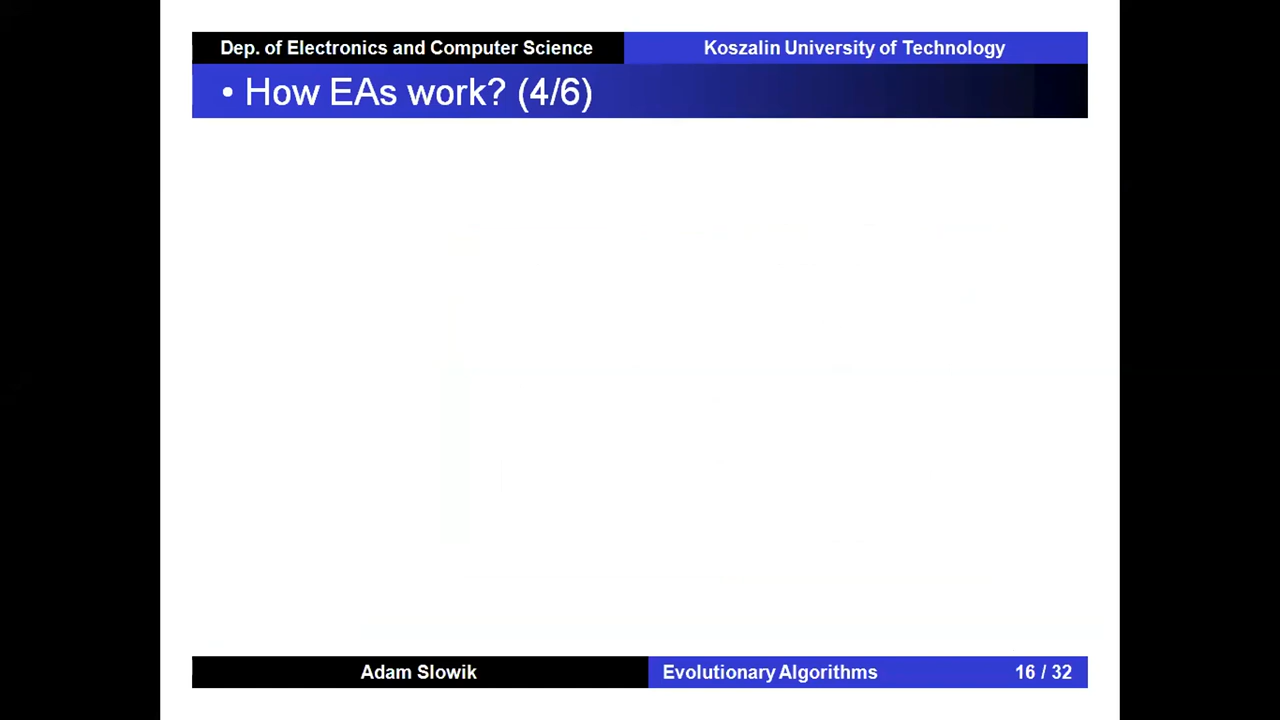 Dep. of Electronics and Computer Science Koszalin University of Technology
• How EAs work? (4/6)
Adam Slowik Evolutionary Algorithms 16 / 32